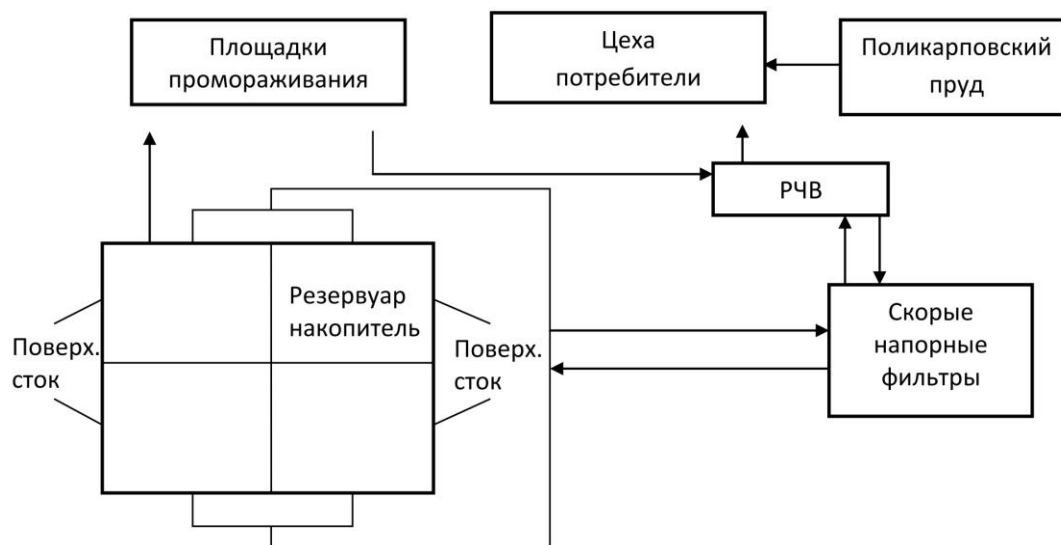 Площадки
промораживания
Цеха
потребители
Поликарповский
пруд
РЧВ
Резервуар
накопитель
Поверх.
сток
Поверх.
сток
Скорые
напорные
фильтры